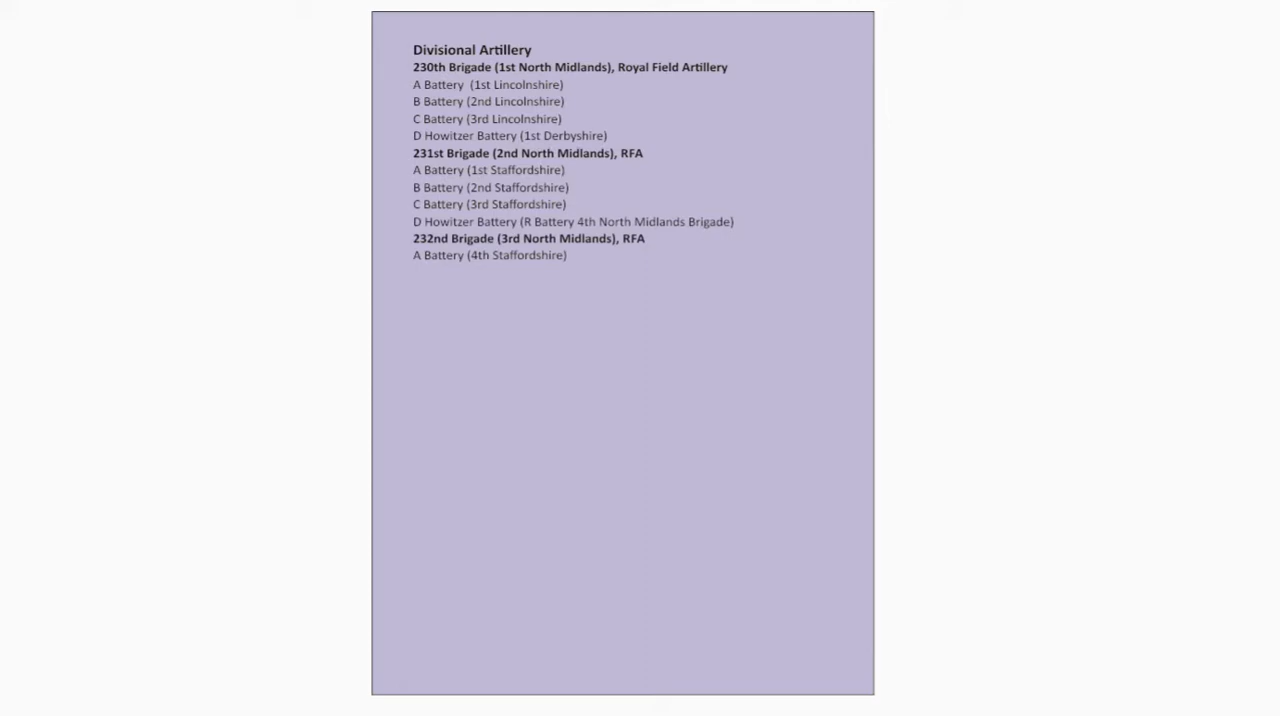 Divisional Artillery
230th Brigade (1st North Midlands), Royal Field Artillery
A Battery  (1st Lincolnshire)
B Battery (2nd Lincolnshire)
C Battery (3rd Lincolnshire)
D Howitzer Battery (1st Derbyshire)
231st Brigade (2nd North Midlands), RFA
A Battery (1st Staffordshire)
B Battery (2nd Staffordshire)
C Battery (3rd Staffordshire)
D Howitzer Battery (R Battery 4th North Midlands Brigade)
232nd Brigade (3rd North Midlands), RFA
A Battery (4th Staffordshire)